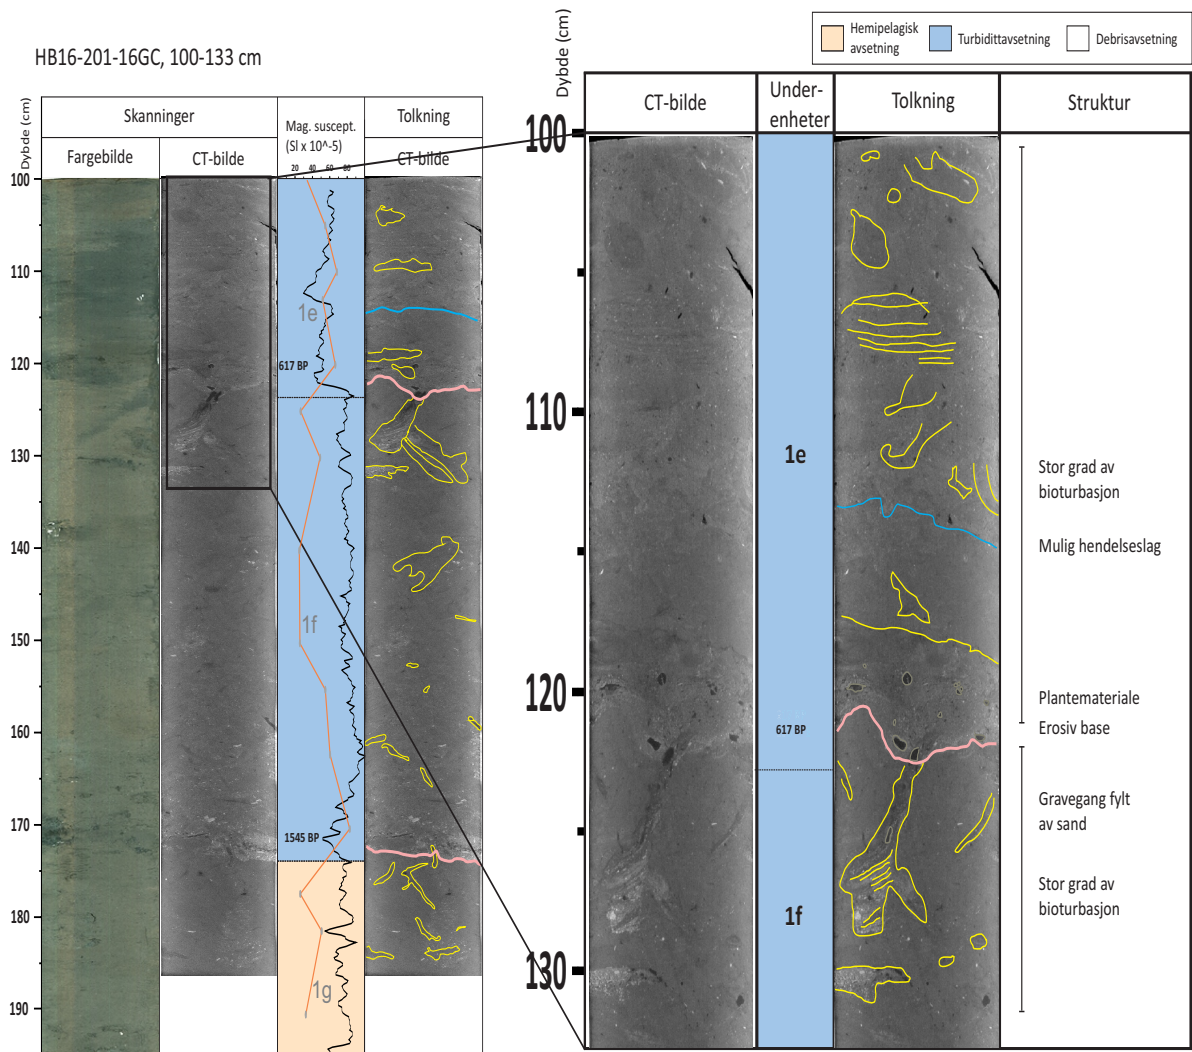 HB16-201-16GC, 100-133 cm
Hemipelagisk
avsetning
Turbidittavsetning
Debrisavsetning
Dybde (cm)
Skanninger
Mag. suscept.
(SI x 10^-5)
Tolkning
Fargebilde
CT-bilde
20 40 60 80
CT-bilde
100
110
120
130
140
150
160
170
180
190
1e
617 BP
1f
1545 BP
1g
Dybde (cm)
CT-bilde
Under-
enheter
Tolkning
Struktur
100
110
120
130
1e
617 BP
1f
Stor grad av
bioturbasjon
Mulig hendelseslag
Plantemateriale
Erosiv base
Gravegang fylt
av sand
Stor grad av
bioturbasjon